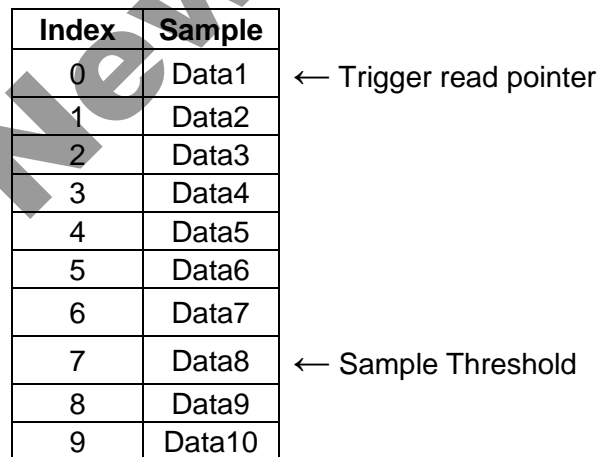 Index Sample
0 Data1 ← Trigger read pointer
1 Data2
2 Data3
3 Data4
4 Data5
5 Data6
6 Data7
7 Data8 ← Sample Threshold
8 Data9
9 Data10